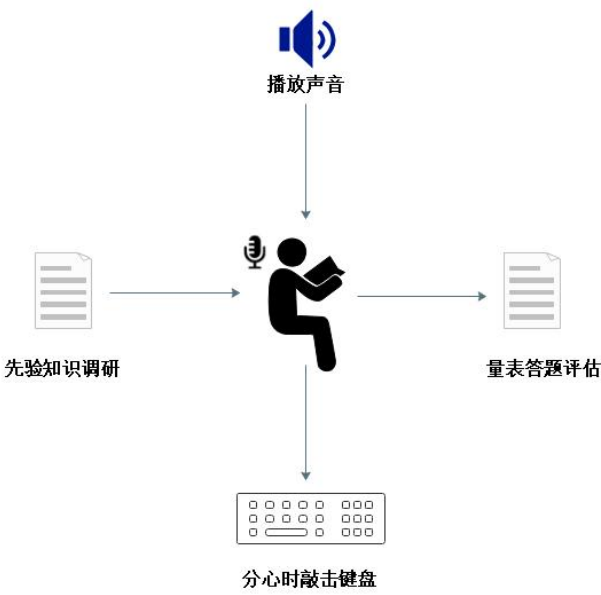 播放声音
先验知识调研
量表答题评估
分心时敲击键盘